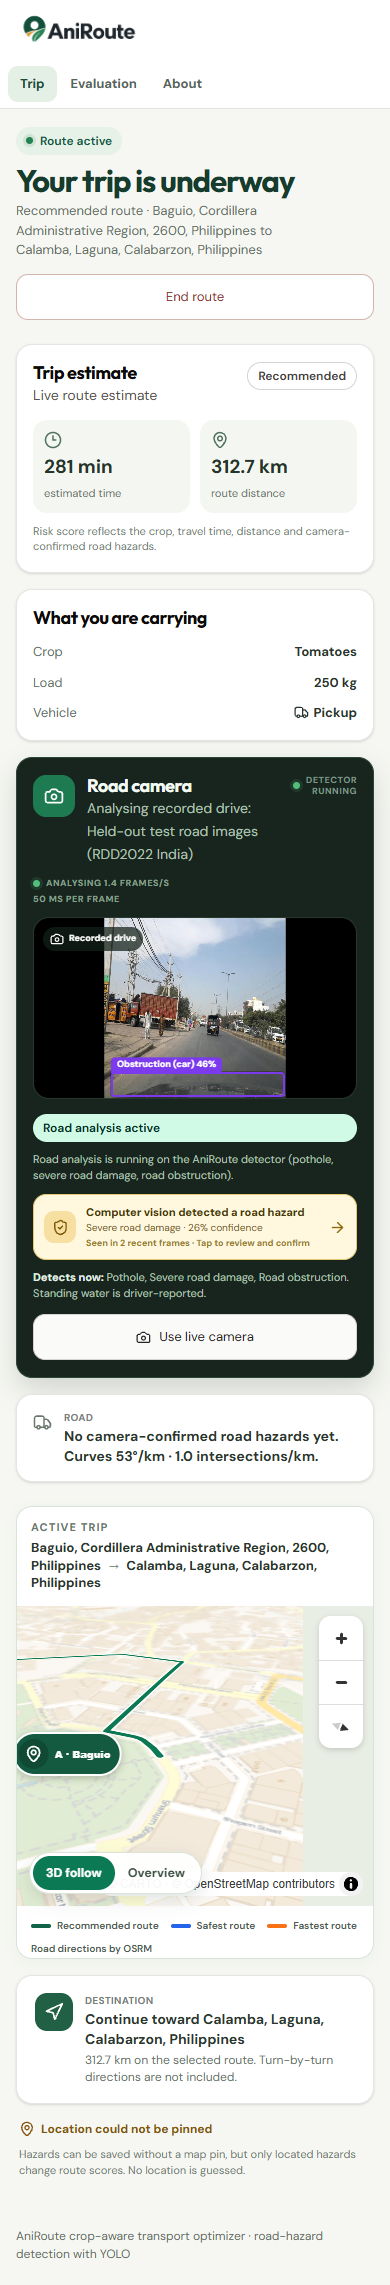 AniRoute
Trip Evaluation About
Route active
Your trip is underway
Recommended route · Baguio, Cordillera
Administrative Region, 2600, Philippines to
Calamba, Laguna, Calabarzon, Philippines
End route
Trip estimate
Recommended
Live route estimate
281 min
estimated time
312.7 km
route distance
Risk score reflects the crop, travel time, distance and camera-
confirmed road hazards.
What you are carrying
Crop Tomatoes
Load 250 kg
Vehicle Pickup
Road camera
DETECTOR
RUNNING
Analysing recorded drive:
Held-out test road images
(RDD2022 India)
ANALYSING 1.4 FRAMES/S
50 MS PER FRAME
Recorded drive
Obstruction (car) 46%
Road analysis active
Road analysis is running on the AniRoute detector (pothole,
severe road damage, road obstruction).
Computer vision detected a road hazard
Severe road damage · 26% confidence
Seen in 2 recent frames · Tap to review and confirm
Detects now: Pothole, Severe road damage, Road obstruction.
Standing water is driver-reported.
Use live camera
ROAD
No camera-confirmed road hazards yet.
Curves 53°/km · 1.0 intersections/km.
ACTIVE TRIP
Baguio, Cordillera Administrative Region, 2600,
Philippines → Calamba, Laguna, Calabarzon,
Philippines
A · Baguio
3D follow Overview
OpenStreetMap contributors
Recommended route Safest route Fastest route
Road directions by OSRM
DESTINATION
Continue toward Calamba, Laguna,
Calabarzon, Philippines
312.7 km on the selected route. Turn-by-turn
directions are not included.
Location could not be pinned
Hazards can be saved without a map pin, but only located hazards
change route scores. No location is guessed.
AniRoute crop-aware transport optimizer · road-hazard
detection with YOLO